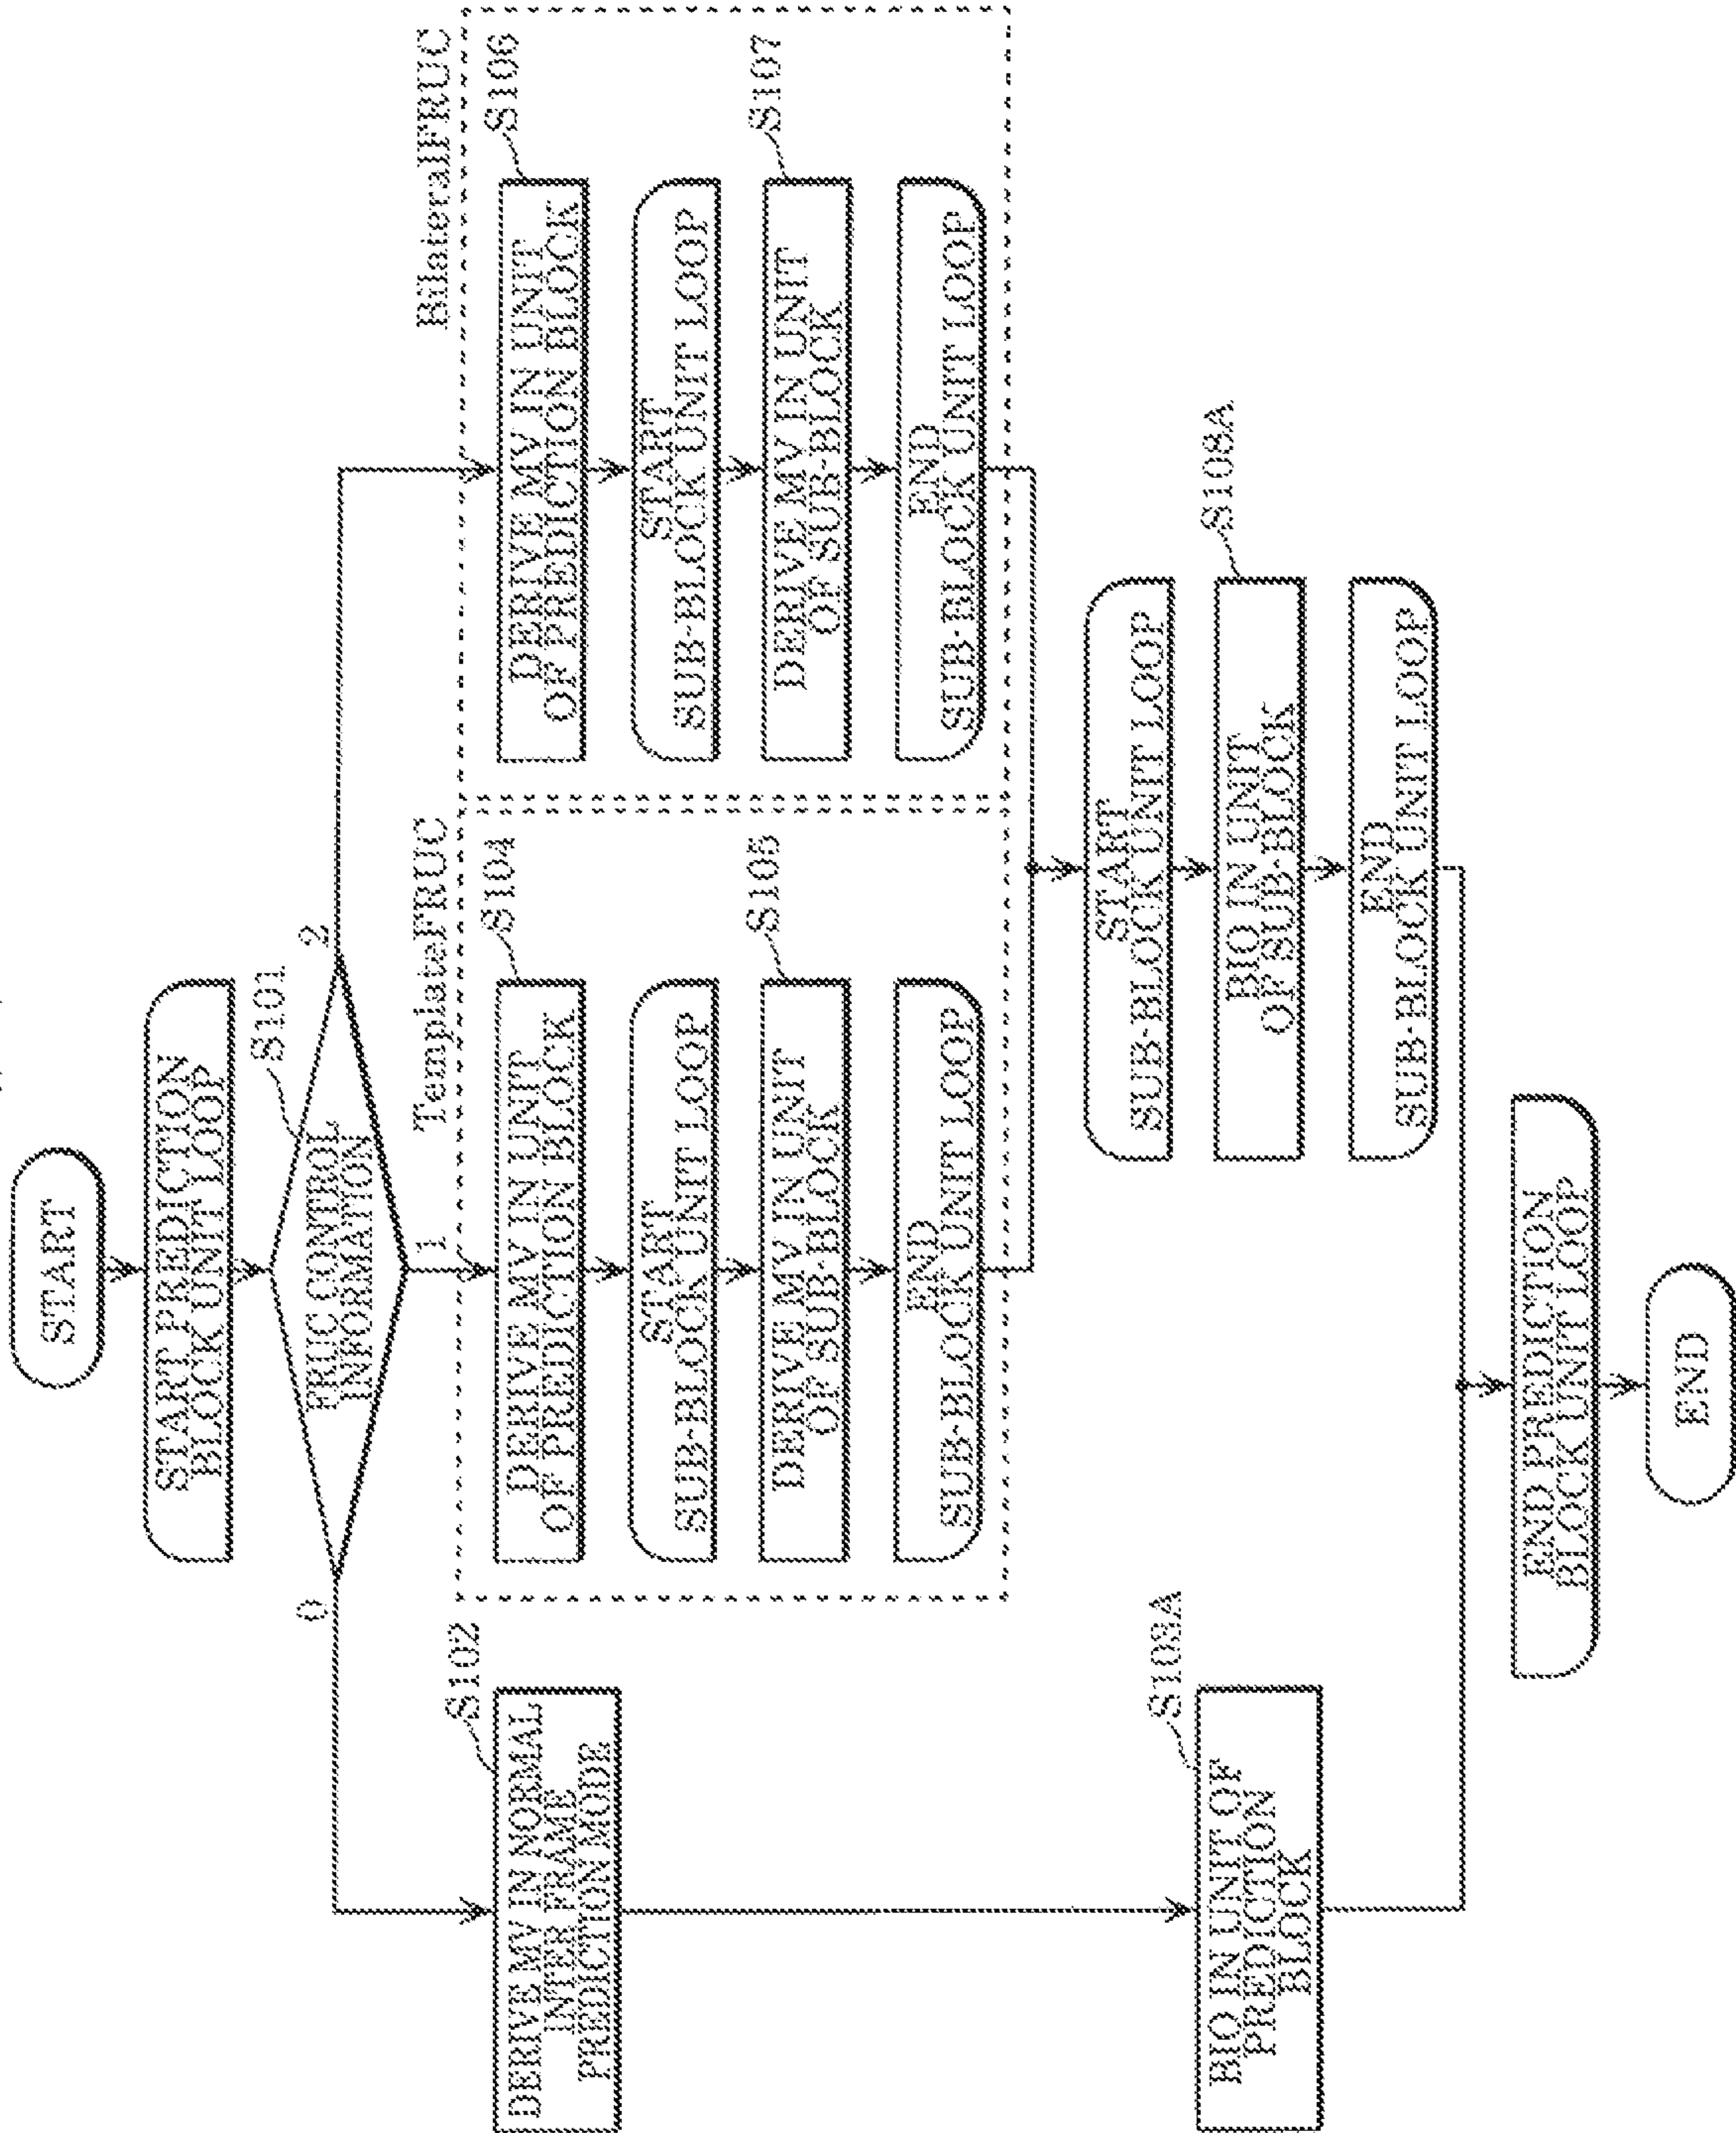 START
START PREDICTION
BLOCK UNIT LOOP
S101
FRUC CONTROL
INFORMATION
0
1
2
S102
DERIVE MV IN NORMAL
INTER FRAME
PREDICTION MODE
TemplateFRUC
S104
DERIVE MV IN UNIT
OF PREDICTION BLOCK
START
SUB-BLOCK UNIT LOOP
S105
DERIVE MV IN UNIT
OF SUB-BLOCK
END
SUB-BLOCK UNIT LOOP
BilateralFRUC
S106
DERIVE MV IN UNIT
OF PREDICTION BLOCK
START
SUB-BLOCK UNIT LOOP
S107
DERIVE MV IN UNIT
OF SUB-BLOCK
END
SUB-BLOCK UNIT LOOP
S103A
BIO IN UNIT OF
PREDICTION
BLOCK
START
SUB-BLOCK UNIT LOOP
S108A
BIO IN UNIT
OF SUB-BLOCK
END
SUB-BLOCK UNIT LOOP
END PREDICTION
BLOCK UNIT LOOP
END